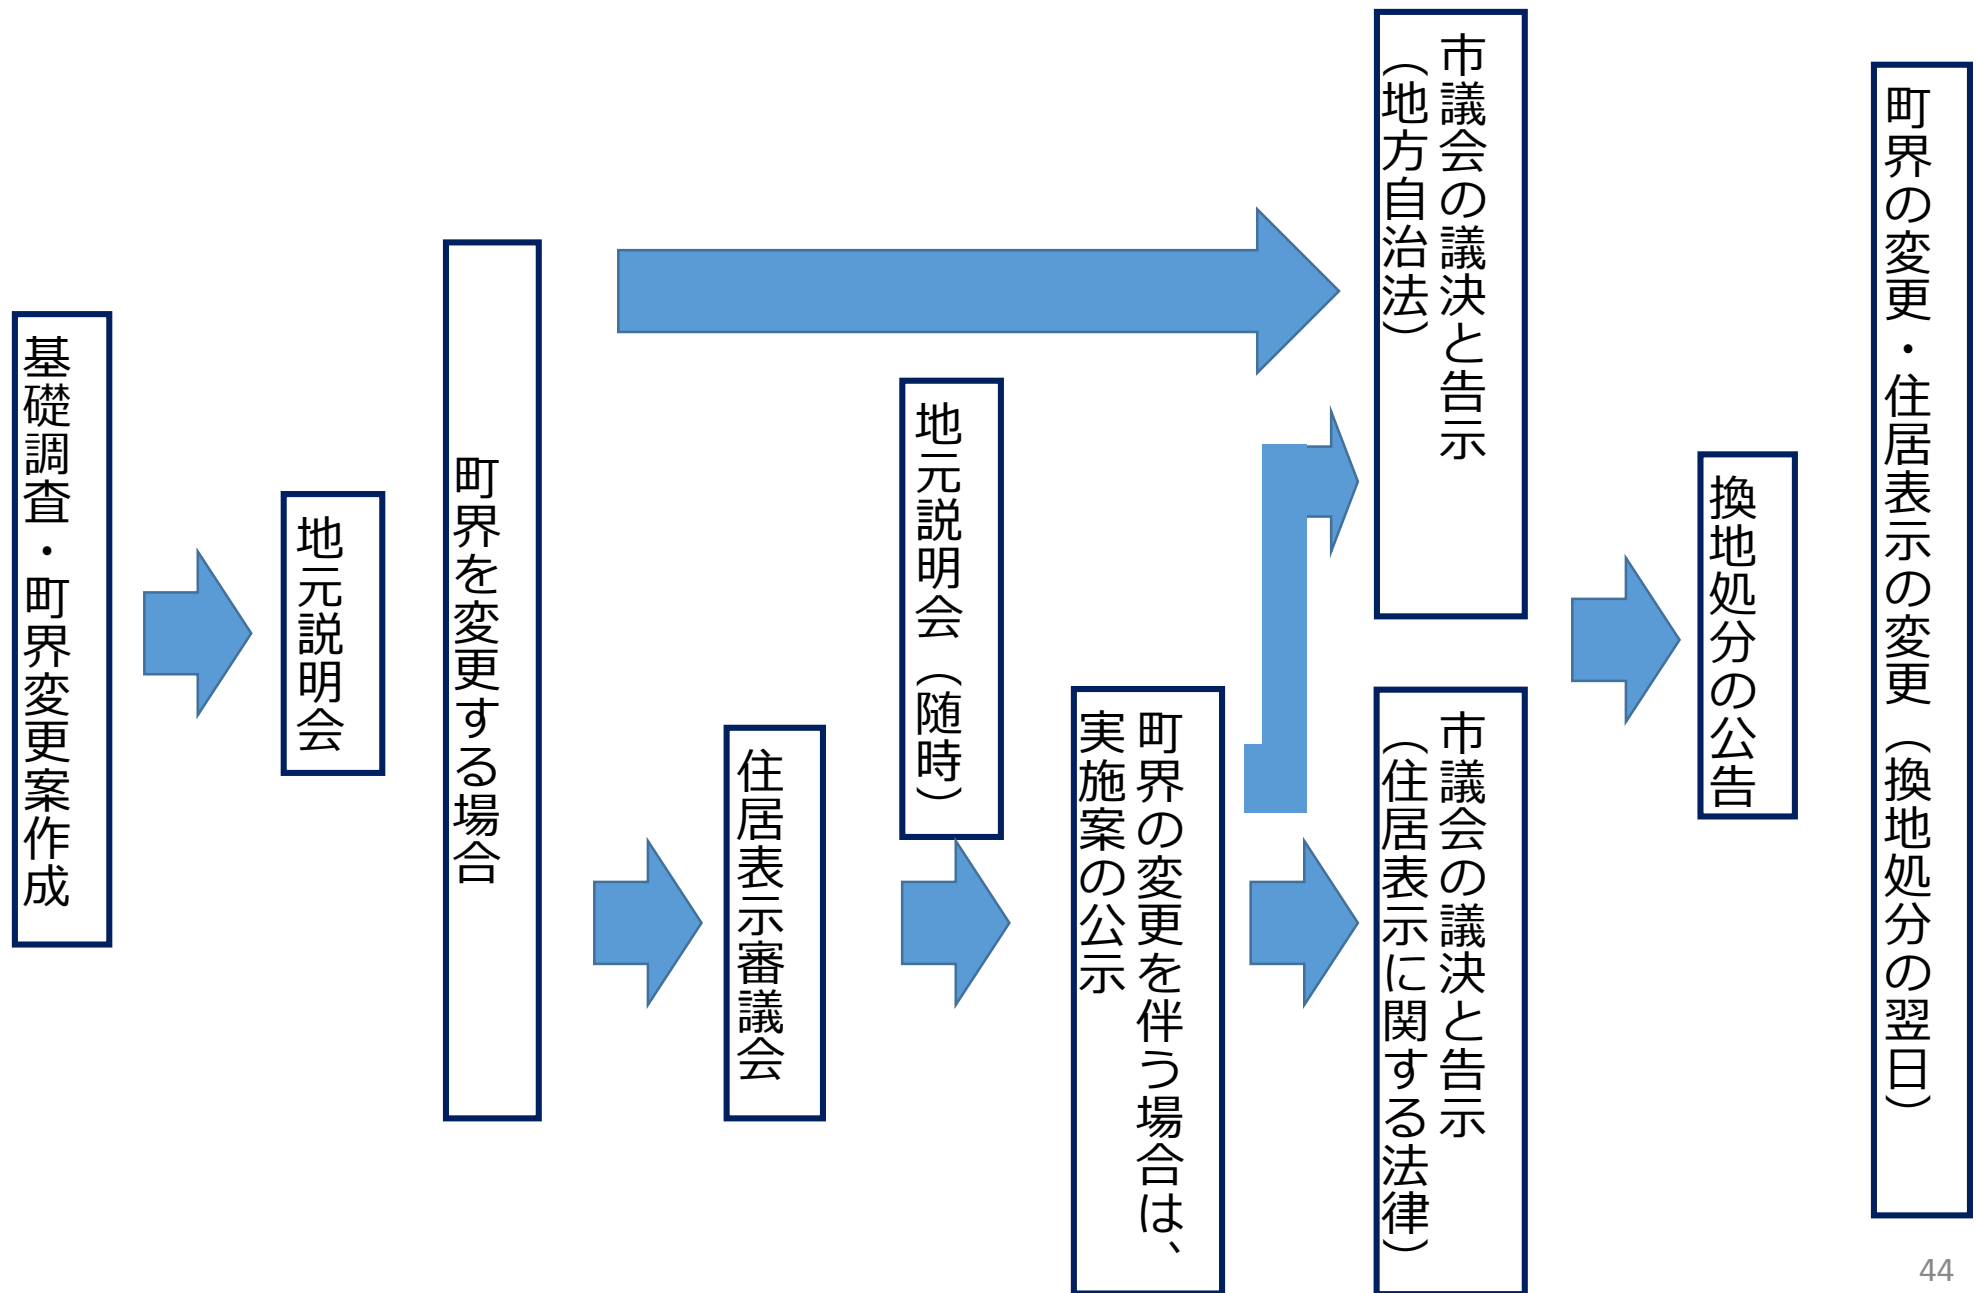 基礎調査・町界変更案作成
地元説明会
町界を変更する場合
住居表示審議会
地元説明会（随時）
町界の変更を伴う場合は、
実施案の公示
市議会の議決と告示
（地方自治法）
市議会の議決と告示
（住居表示に関する法律）
換地処分の公告
町界の変更・住居表示の変更（換地処分の翌日）
44